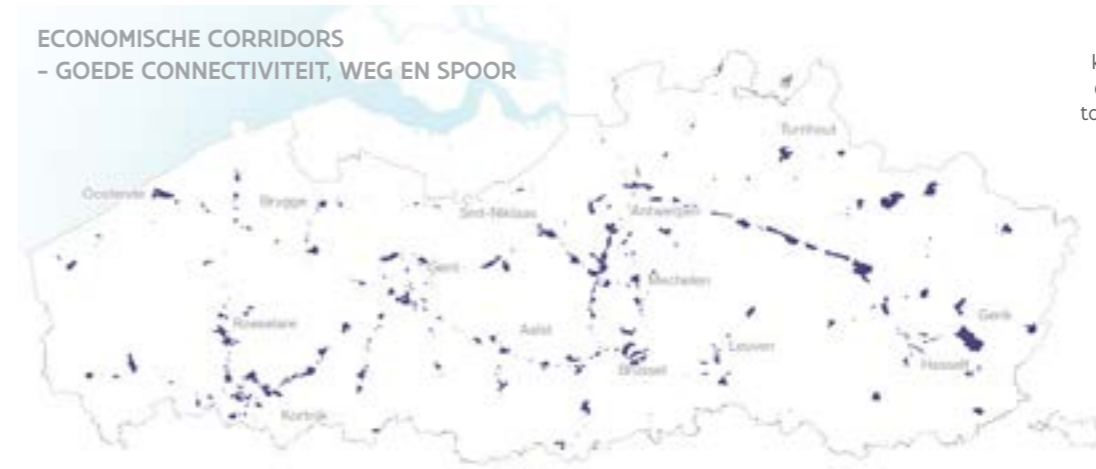 ECONOMISCHE CORRIDORS
- GOEDE CONNECTIVITEIT, WEG EN SPOOR
Turnhout
Oostende
Brugge
Sint-Niklaas
Antwerpen
Gent
Mechelen
Roeselare
Aalst
Genk
Leuven
Brussel
Hasselt
Kortrijk